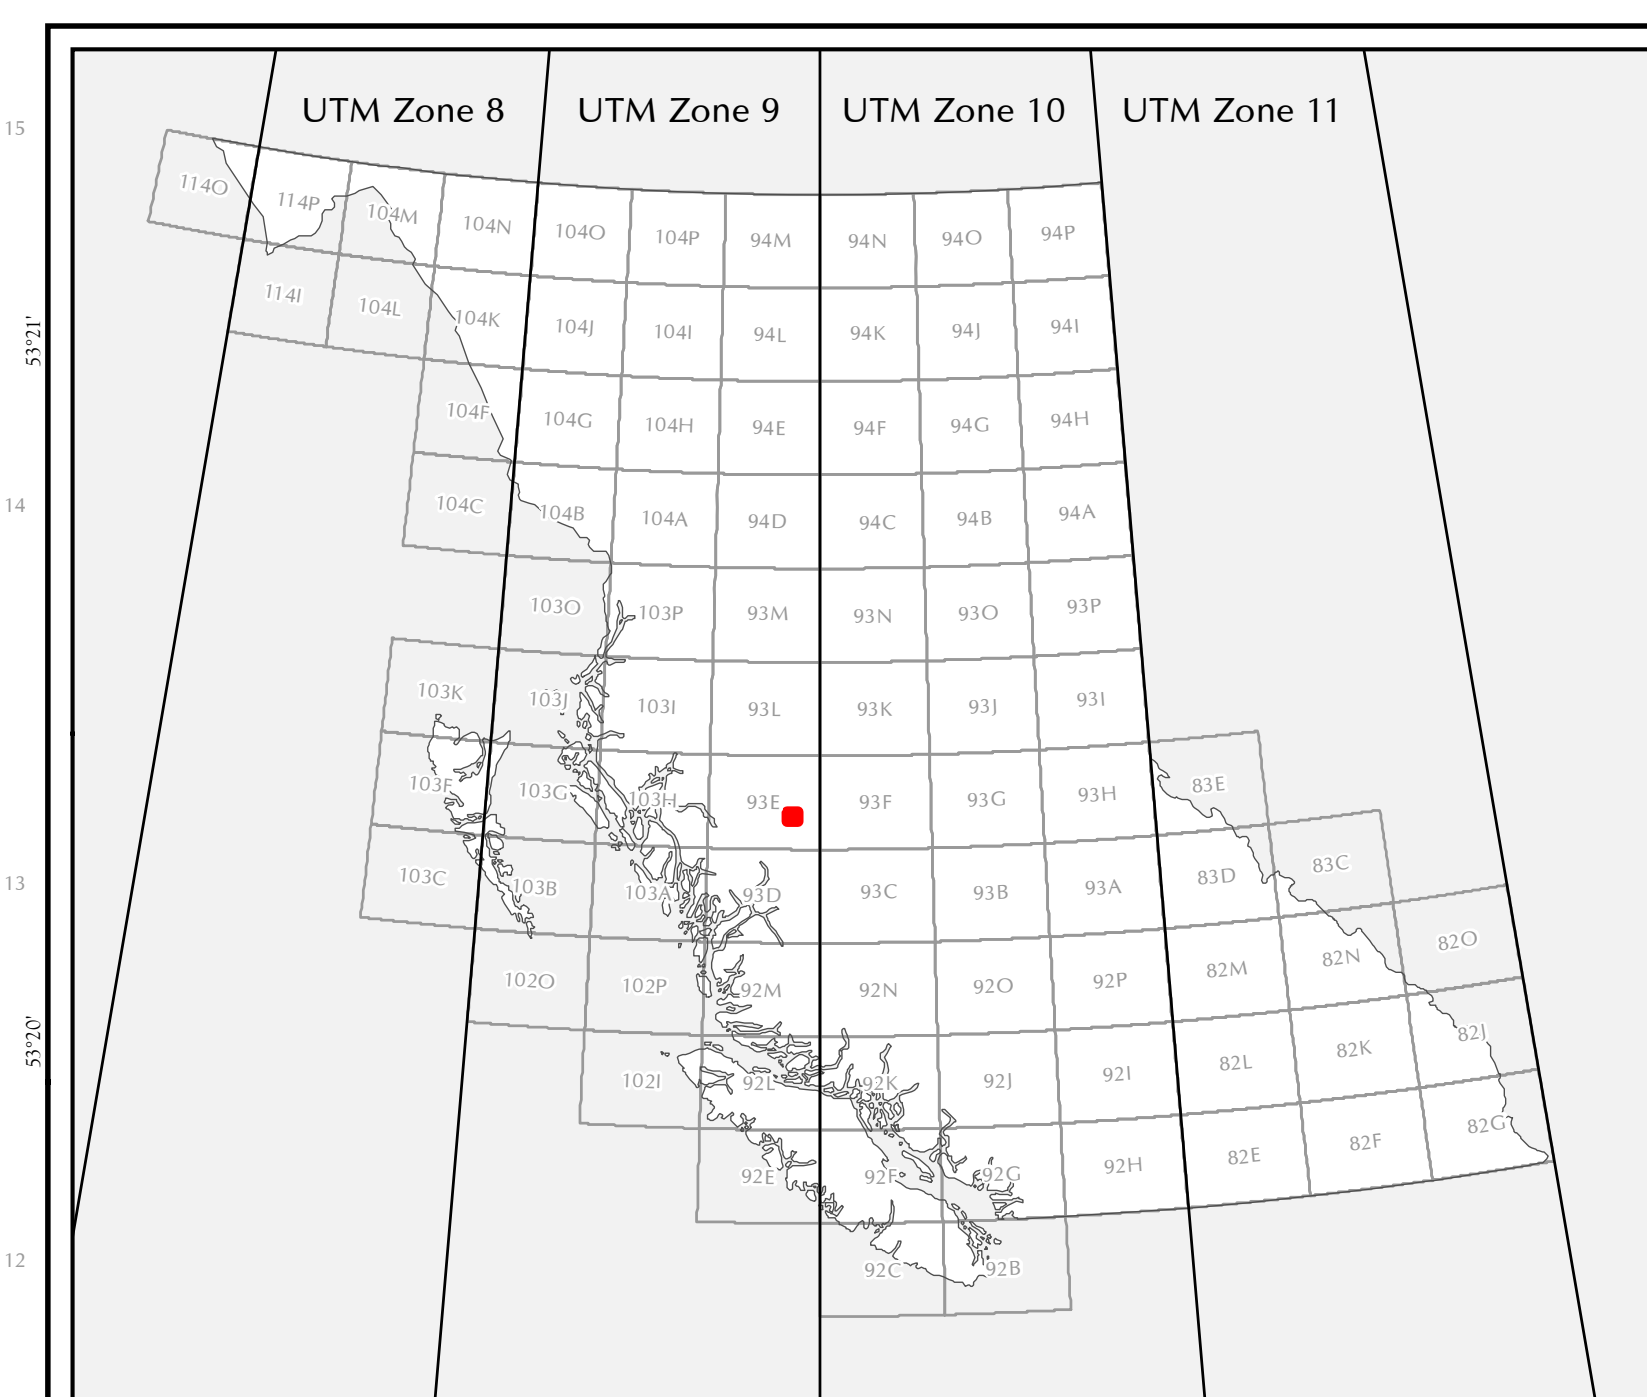 UTM Zone 8 UTM Zone 9 UTM Zone 10 UTM Zone 11
15
114O 114P 104M 104N 104O 104P 94M 94N 94O 94P
114I 104L 104K 104J 104I 94L 94K 94J 94I
53°21'
104F 104G 104H 94E 94F 94G 94H
14
104C 104B 104A 94D 94C 94B 94A
103O 103P 93M 93N 93O 93P
103K 103J 103I 93L 93K 93J 93I
103F 103G 103H 93E 93F 93G 93H 83E
13
103C 103B 103A 93D 93C 93B 93A 83D 83C
102O 102P 92M 92N 92O 92P 82M 82N 82O
53°20'
102I 92L 92K 92J 92I 82L 82K 82J
92E 92F 92G 92H 82E 82F 82G
12
92C 92B